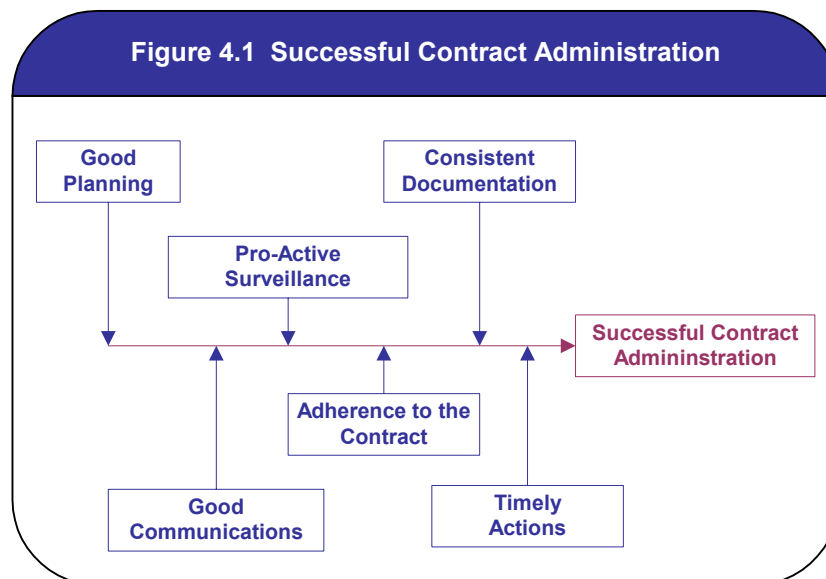 Figure 4.1 Successful Contract Administration
Good
Planning
Consistent
Documentation
Pro-Active
Surveillance
Successful Contract
Admininstration
Adherence to the
Contract
Good
Communications
Timely
Actions